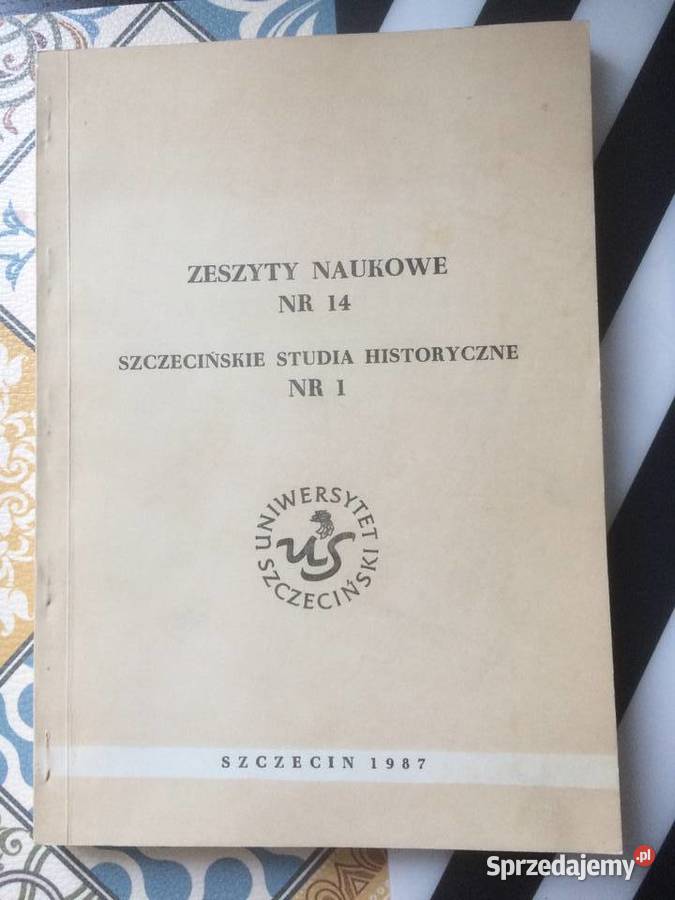 ZESZYTY NAUKOWE
NR 14
SZCZECIŃSKIE STUDIA HISTORYCZNE
NR 1
UNIWERSYTET
US
SZCZECIŃSKI
SZCZECIN 1987
Sprzedajemy.pl